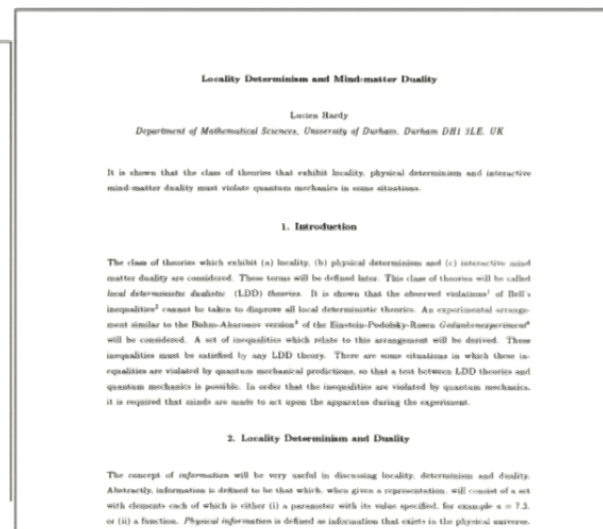 Locality Determinism and Mind-matter Duality
Lucien Hardy
Department of Mathematical Sciences, University of Durham, Durham DH1 3LE, UK
It is shown that the class of theories that exhibit locality, physical determinism and interactive
mind-matter duality must violate quantum mechanics in some situations.
1. Introduction
The class of theories which exhibit (a) locality, (b) physical determinism and (c) interactive mind
matter duality are considered. These terms will be defined later. This class of theories will be called
local deterministic dualistic (LDD) theories. It is shown that the observed violations¹ of Bell's
inequalities² cannot be taken to disprove all local deterministic theories. An experimental arrange-
ment similar to the Bohm-Aharonov version³ of the Einstein-Podolsky-Rosen Gedankenexperiment⁴
will be considered. A set of inequalities which relate to this arrangement will be derived. These
inequalities must be satisfied by any LDD theory. There are some situations in which these in-
equalities are violated by quantum mechanical predictions, so that a test between LDD theories and
quantum mechanics is possible. In order that the inequalities are violated by quantum mechanics,
it is required that minds are made to act upon the apparatus during the experiment.
2. Locality Determinism and Duality
The concept of information will be very useful in discussing locality, determinism and duality.
Abstractly, information is defined to be that which, when given a representation, will consist of a set
with elements each of which is either (i) a parameter with its value specified, for example a = 7.3,
or (ii) a function. Physical information is defined as information that exists in the physical universe.